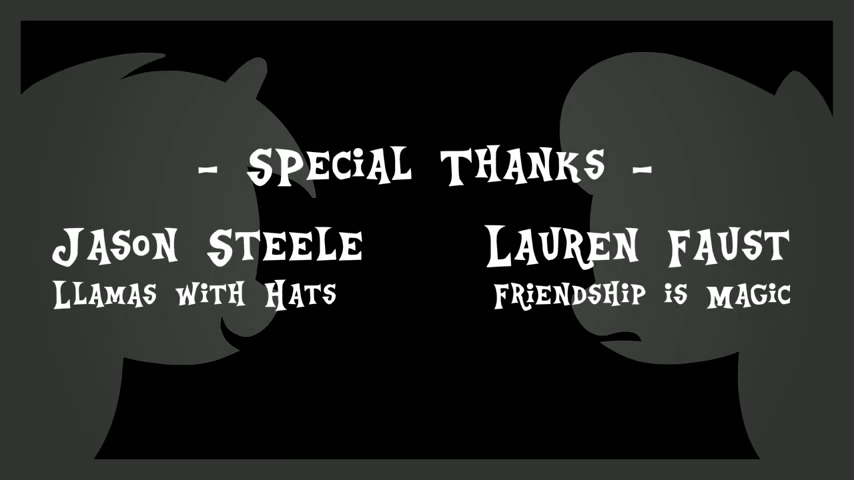 - Special Thanks -
Jason Steele
Llamas with Hats
Lauren Faust
Friendship is Magic